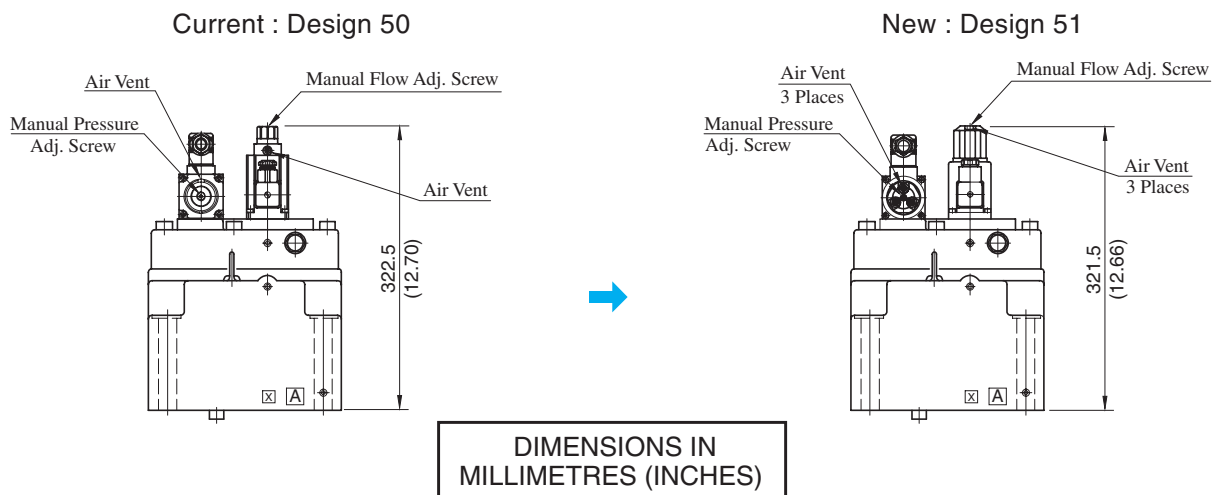 Current : Design 50
Air Vent
Manual Flow Adj. Screw
Manual Pressure
Adj. Screw
Air Vent
322.5
(12.70)
X A
New : Design 51
Air Vent
3 Places
Manual Flow Adj. Screw
Manual Pressure
Adj. Screw
Air Vent
3 Places
321.5
(12.66)
X A
DIMENSIONS IN
MILLIMETRES (INCHES)